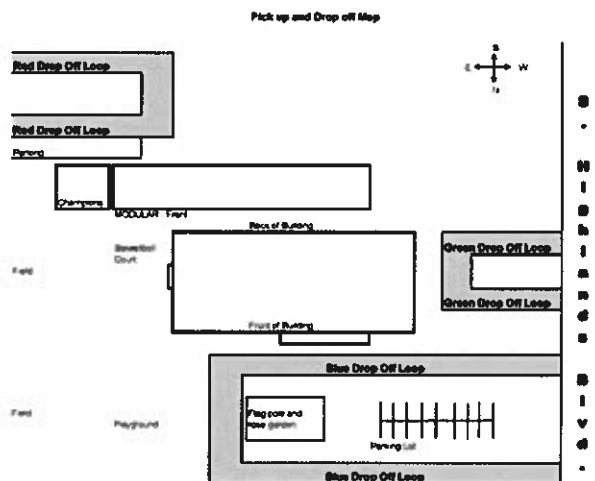 Pick up and Drop off Map
S
E W
N
Red Drop Off Loop
Red Drop Off Loop
Parking
Champions
MODULAR - Front
Back of Building
Basketball
Court
Field
Green Drop Off Loop
Green Drop Off Loop
Front of Building
Blue Drop Off Loop
Field
Playground
Flag pole and
rose garden
Parking Lot
Blue Drop Off Loop
S. Highlands Blvd.